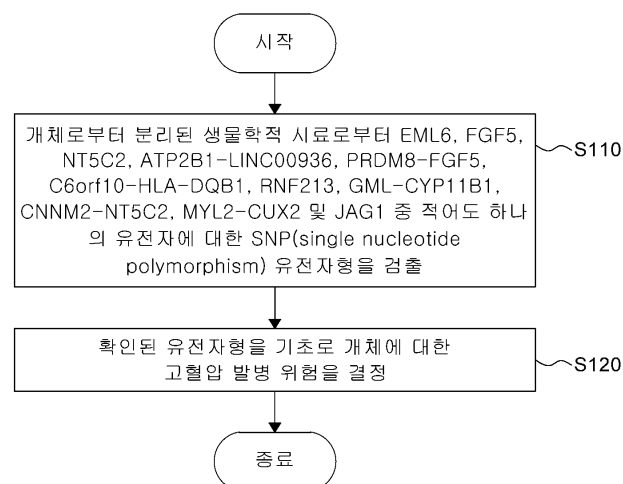 시작
개체로부터 분리된 생물학적 시료로부터 EML6, FGF5,
NT5C2, ATP2B1-LINC00936, PRDM8-FGF5,
C6orf10-HLA-DQB1, RNF213, GML-CYP11B1,
CNNM2-NT5C2, MYL2-CUX2 및 JAG1 중 적어도 하나
의 유전자에 대한 SNP(single nucleotide
polymorphism) 유전자형을 검출
S110
확인된 유전자형을 기초로 개체에 대한
고혈압 발병 위험을 결정
S120
종료